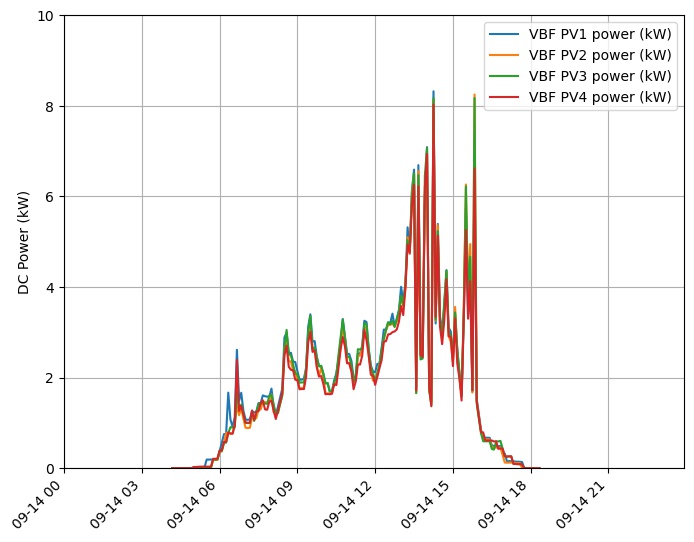 10
8
6
4
2
0
DC Power (kW)
VBF PV1 power (kW)
VBF PV2 power (kW)
VBF PV3 power (kW)
VBF PV4 power (kW)
09-14 00
09-14 03
09-14 06
09-14 09
09-14 12
09-14 15
09-14 18
09-14 21